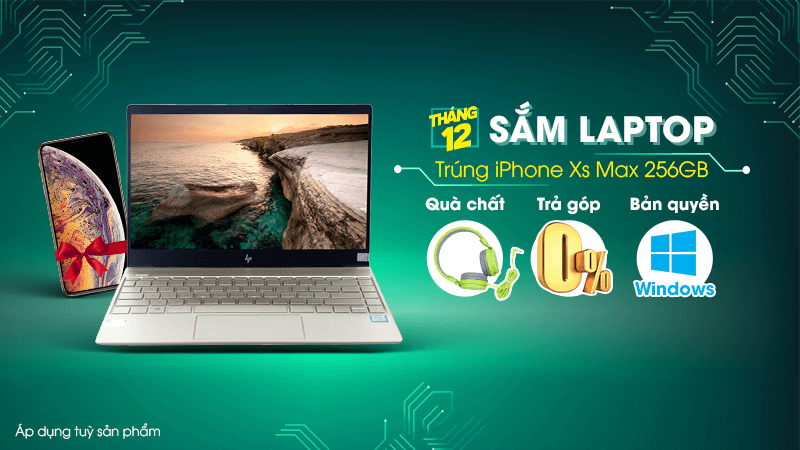 THÁNG
12
SẮM LAPTOP
Trúng iPhone Xs Max 256GB
Quà chất
Trả góp
Bản quyền
0%
Windows
hp
Áp dụng tuỳ sản phẩm